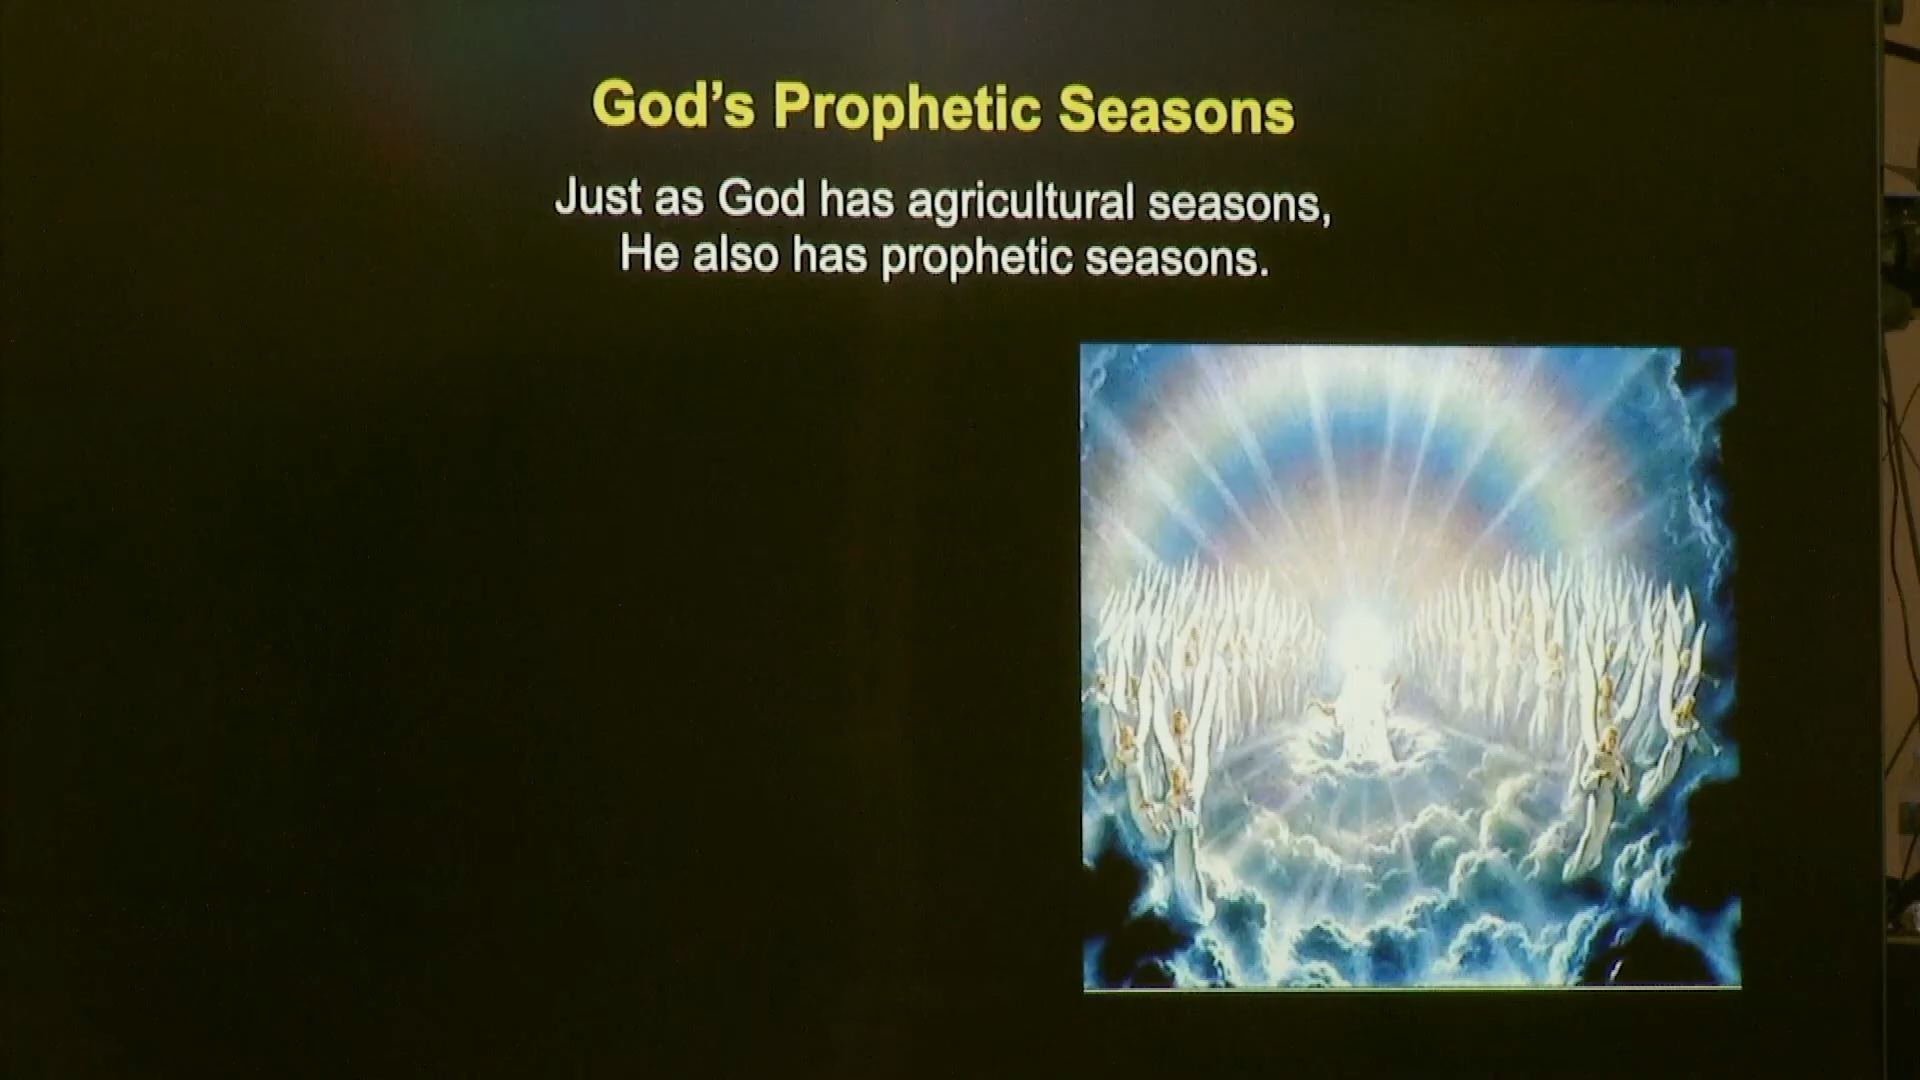 God’s Prophetic Seasons
Just as God has agricultural seasons,
He also has prophetic seasons.